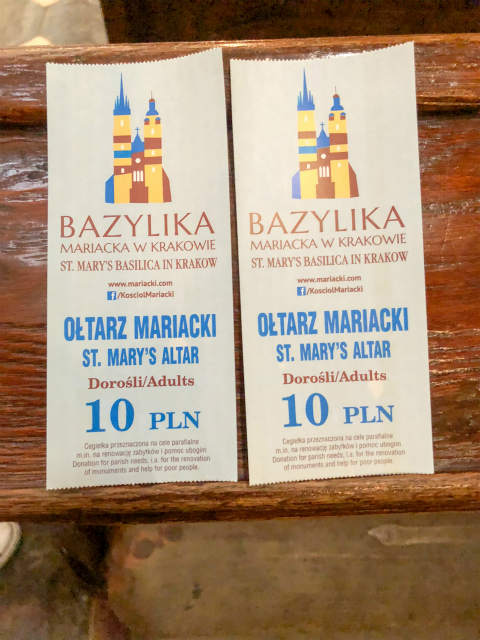 BAZYLIKA
MARIACKA W KRAKOWIE
ST. MARY'S BASILICA IN KRAKOW
www.mariacki.com
f/KosciolMariacki
OŁTARZ MARIACKI
ST. MARY'S ALTAR
Dorośli/Adults
10 PLN
Cegiełka przeznaczona na cele parafialne
m.in. na renowację zabytków i pomoc ubogim
Donation for parish needs, i.a. for the renovation
of monuments and help for poor people.
BAZYLIKA
MARIACKA W KRAKOWIE
ST. MARY'S BASILICA IN KRAKOW
www.mariacki.com
f/KosciolMariacki
OŁTARZ MARIACKI
ST. MARY'S ALTAR
Dorośli/Adults
10 PLN
Cegiełka przeznaczona na cele parafialne
m.in. na renowację zabytków i pomoc ubogim
Donation for parish needs, i.a. for the renovation
of monuments and help for poor people.